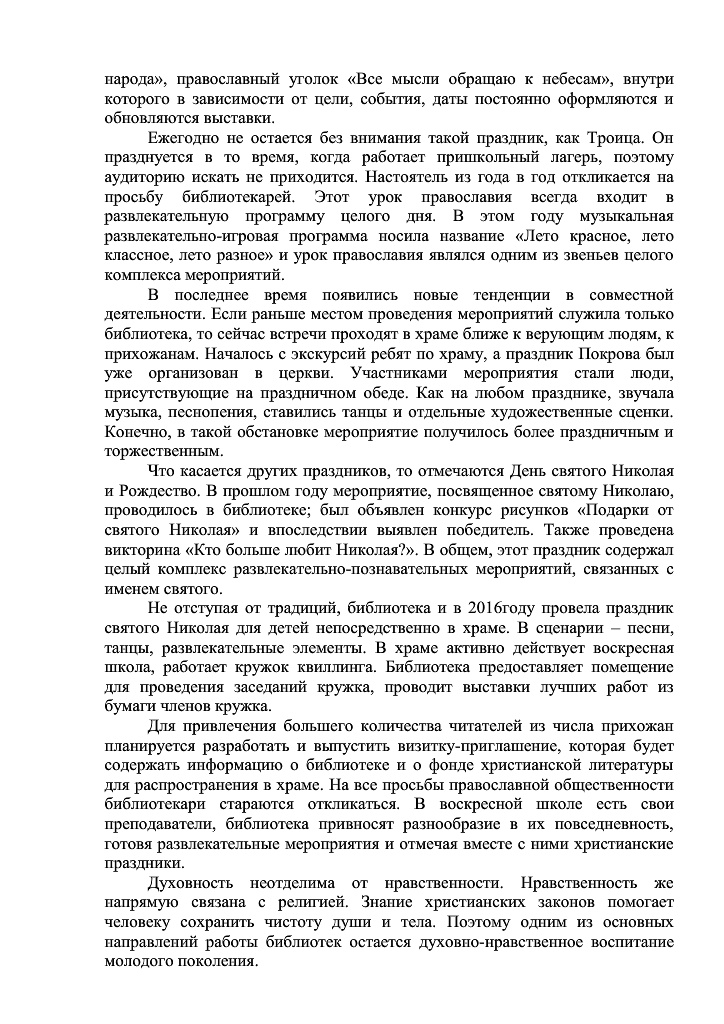 народа», православный уголок «Все мысли обращаю к небесам», внутри
которого в зависимости от цели, события, даты постоянно оформляются и
обновляются выставки.
Ежегодно не остается без внимания такой праздник, как Троица. Он
празднуется в то время, когда работает пришкольный лагерь, поэтому
аудиторию искать не приходится. Настоятель из года в год откликается на
просьбу библиотекарей. Этот урок православия всегда входит в
развлекательную программу целого дня. В этом году музыкальная
развлекательно-игровая программа носила название «Лето красное, лето
классное, лето разное» и урок православия являлся одним из звеньев целого
комплекса мероприятий.
В последнее время появились новые тенденции в совместной
деятельности. Если раньше местом проведения мероприятий служила только
библиотека, то сейчас встречи проходят в храме ближе к верующим людям, к
прихожанам. Началось с экскурсий ребят по храму, а праздник Покрова был
уже организован в церкви. Участниками мероприятия стали люди,
присутствующие на праздничном обеде. Как на любом празднике, звучала
музыка, песнопения, ставились танцы и отдельные художественные сценки.
Конечно, в такой обстановке мероприятие получилось более праздничным и
торжественным.
Что касается других праздников, то отмечаются День святого Николая
и Рождество. В прошлом году мероприятие, посвященное святому Николаю,
проводилось в библиотеке; был объявлен конкурс рисунков «Подарки от
святого Николая» и впоследствии выявлен победитель. Также проведена
викторина «Кто больше любит Николая?». В общем, этот праздник содержал
целый комплекс развлекательно-познавательных мероприятий, связанных с
именем святого.
Не отступая от традиций, библиотека и в 2016году провела праздник
святого Николая для детей непосредственно в храме. В сценарии – песни,
танцы, развлекательные элементы. В храме активно действует воскресная
школа, работает кружок квиллинга. Библиотека предоставляет помещение
для проведения заседаний кружка, проводит выставки лучших работ из
бумаги членов кружка.
Для привлечения большего количества читателей из числа прихожан
планируется разработать и выпустить визитку-приглашение, которая будет
содержать информацию о библиотеке и о фонде христианской литературы
для распространения в храме. На все просьбы православной общественности
библиотекари стараются откликаться. В воскресной школе есть свои
преподаватели, библиотека привносят разнообразие в их повседневность,
готовя развлекательные мероприятия и отмечая вместе с ними христианские
праздники.
Духовность неотделима от нравственности. Нравственность же
напрямую связана с религией. Знание христианских законов помогает
человеку сохранить чистоту души и тела. Поэтому одним из основных
направлений работы библиотек остается духовно-нравственное воспитание
молодого поколения.